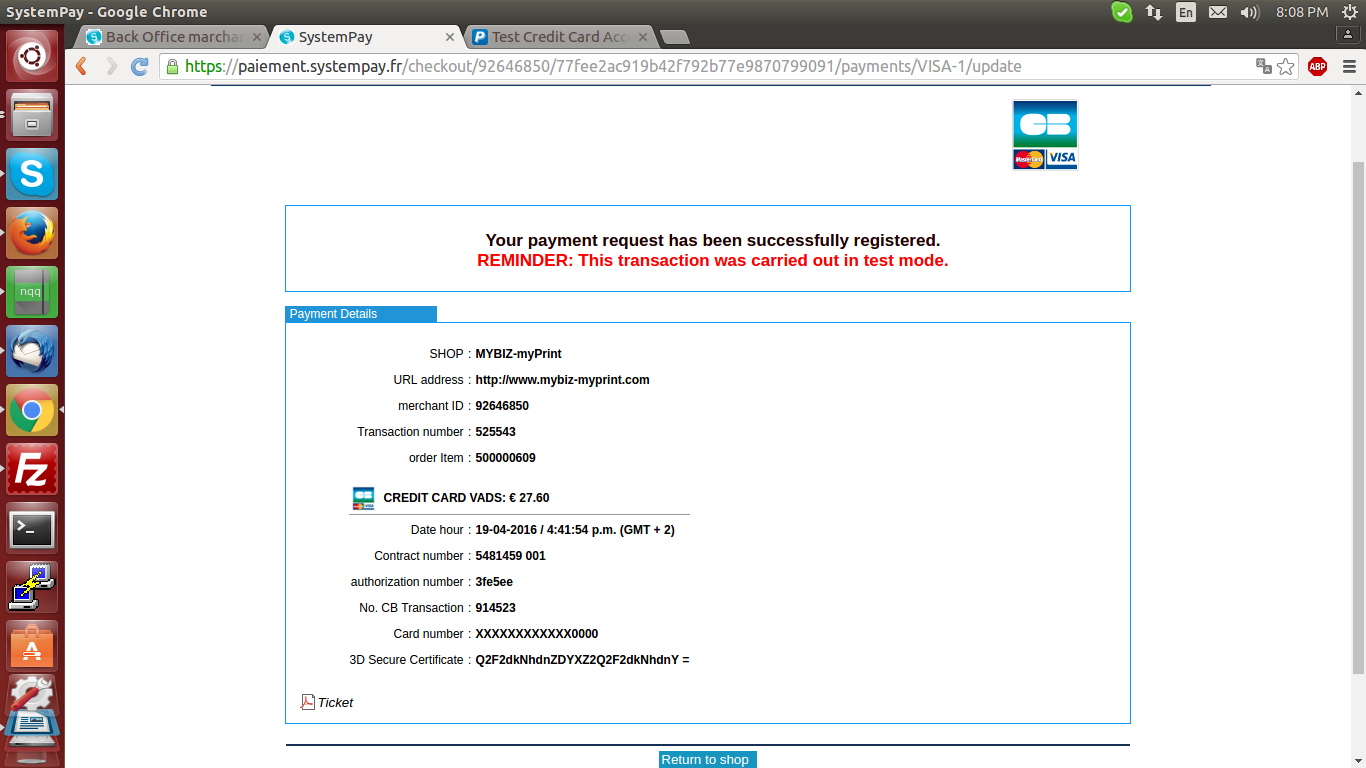 SystemPay - Google Chrome
En
8:08 PM
Back Office marchan
SystemPay
Test Credit Card Acc
https://paiement.systempay.fr/checkout/92646850/77fee2ac919b42f792b77e9870799091/payments/VISA-1/update
ABP
CB
MasterCard VISA
nqq
Your payment request has been successfully registered.
REMINDER: This transaction was carried out in test mode.
Payment Details
SHOP : MYBIZ-myPrint
URL address : http://www.mybiz-myprint.com
merchant ID : 92646850
Transaction number : 525543
order Item : 500000609
CREDIT CARD VADS: € 27.60
Date hour : 19-04-2016 / 4:41:54 p.m. (GMT + 2)
Contract number : 5481459 001
authorization number : 3fe5ee
No. CB Transaction : 914523
Card number : XXXXXXXXXXXX0000
3D Secure Certificate : Q2F2dkNhdnZDYXZ2Q2F2dkNhdnY =
Ticket
Return to shop